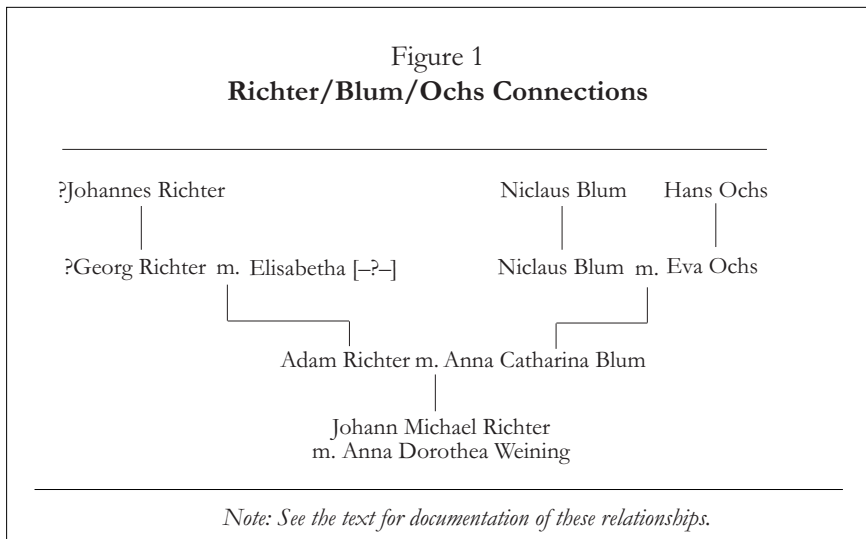 Figure 1
Richter/Blum/Ochs Connections
?Johannes Richter Niclaus Blum Hans Ochs
?Georg Richter m. Elisabetha [–?–] Niclaus Blum m. Eva Ochs
Adam Richter m. Anna Catharina Blum
Johann Michael Richter
m. Anna Dorothea Weining
Note: See the text for documentation of these relationships.